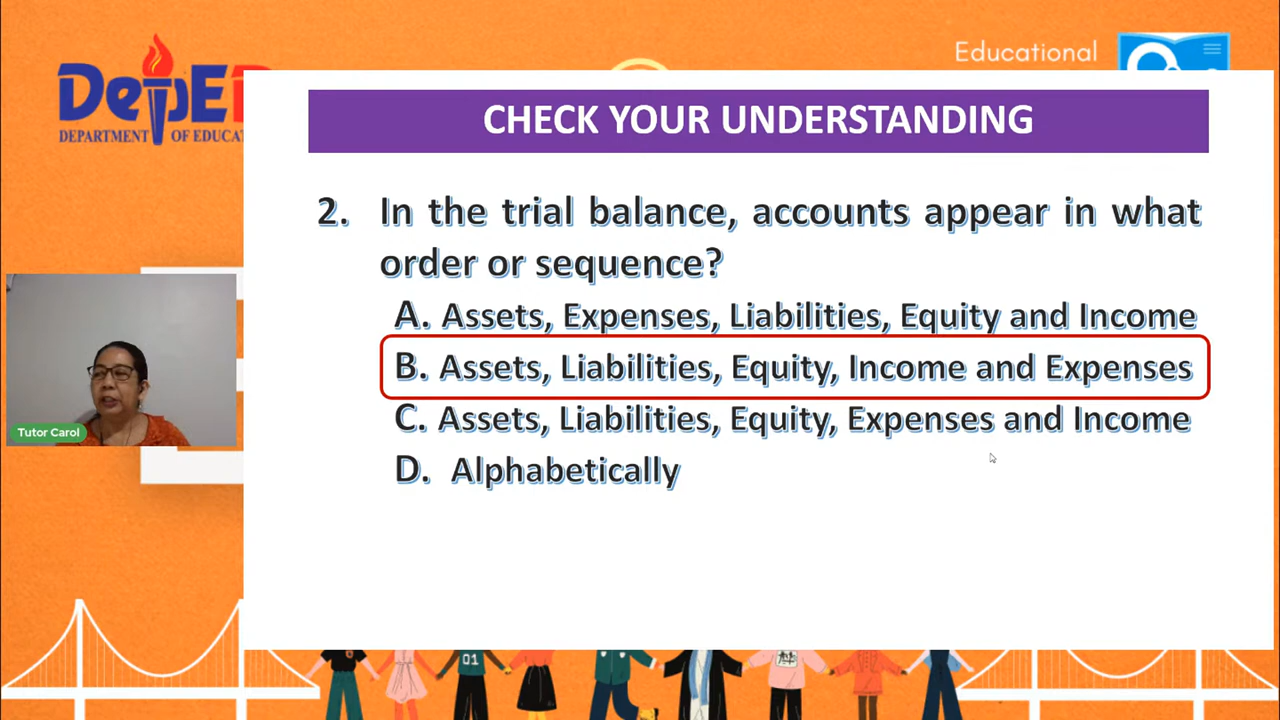 Educational
DepE
DEPARTMENT OF EDUCAT
CHECK YOUR UNDERSTANDING
2. In the trial balance, accounts appear in what
order or sequence?
A. Assets, Expenses, Liabilities, Equity and Income
B. Assets, Liabilities, Equity, Income and Expenses
C. Assets, Liabilities, Equity, Expenses and Income
D. Alphabetically
Tutor Carol
01